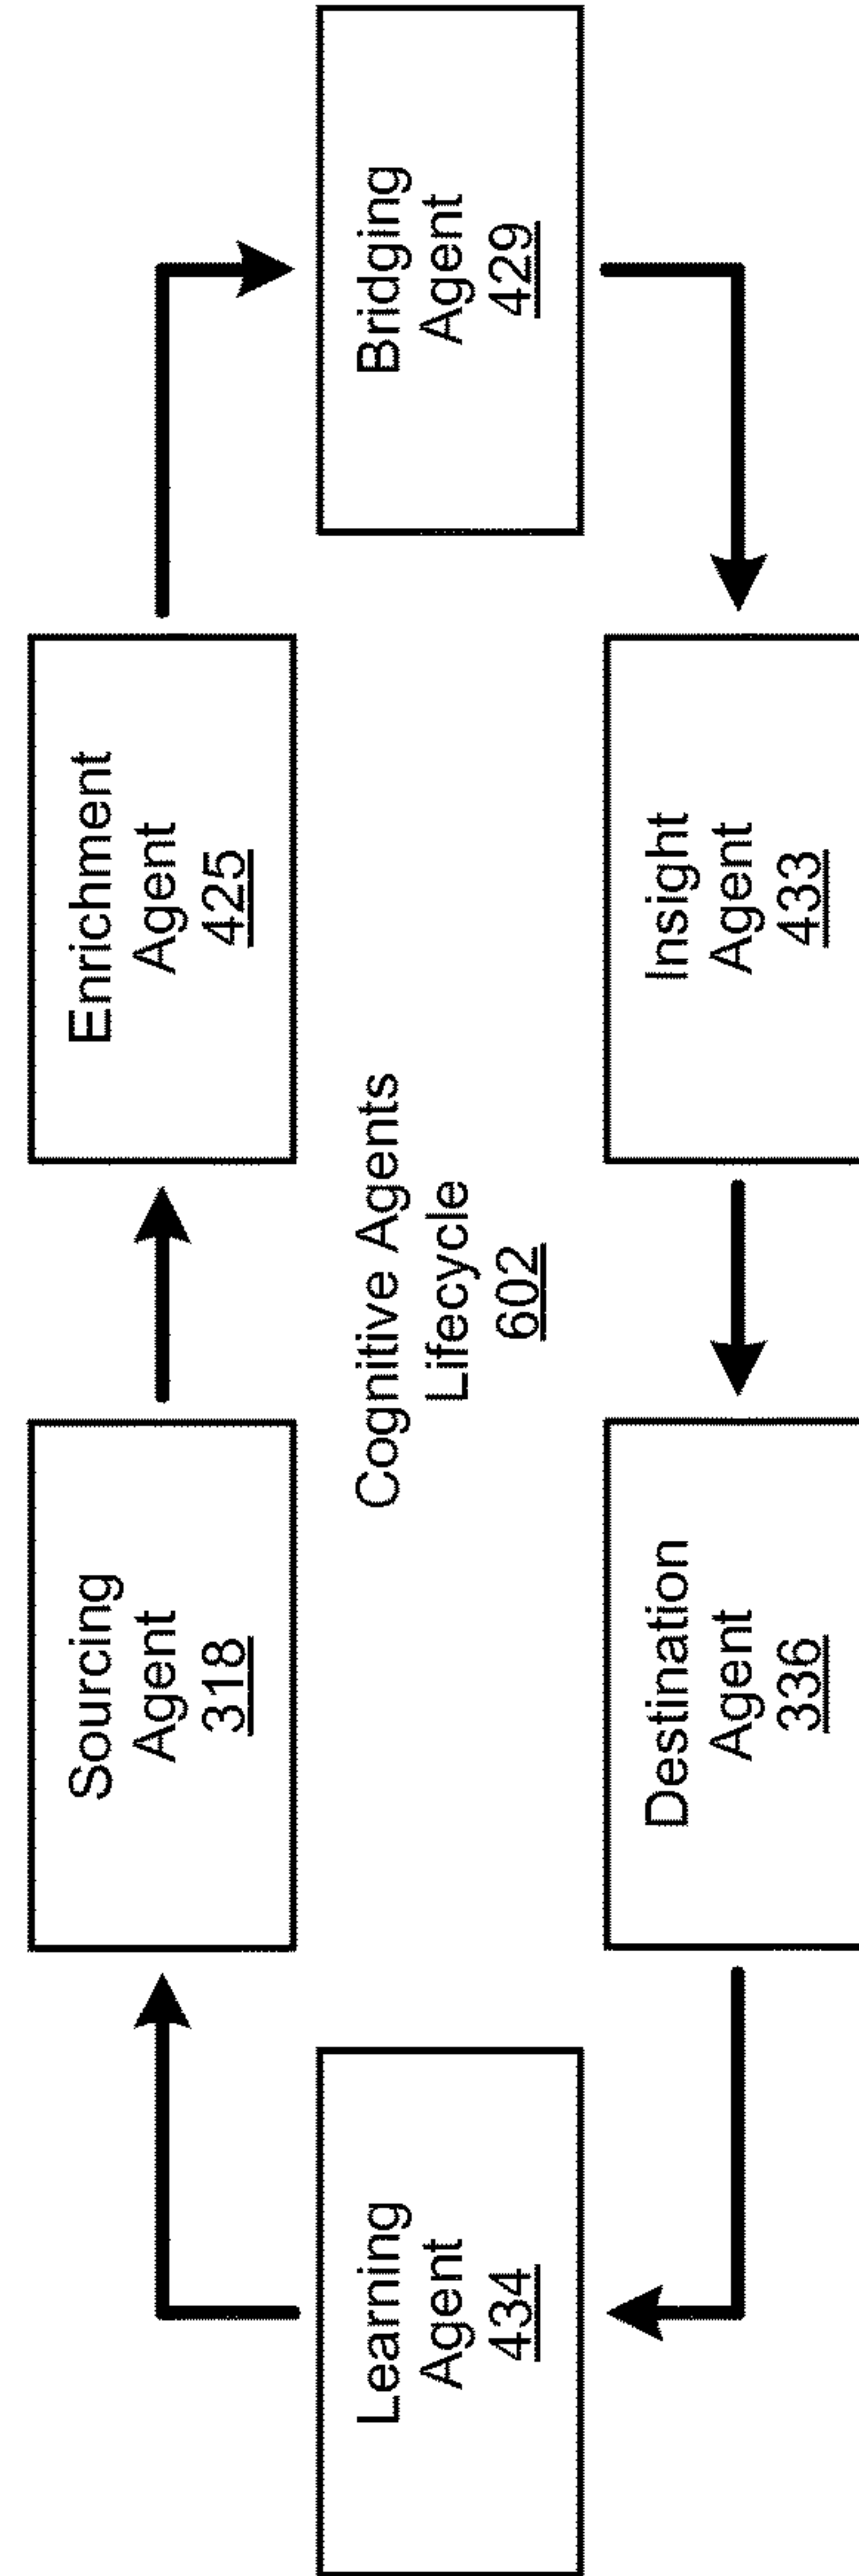 Sourcing
Agent
318
Enrichment
Agent
425
Learning
Agent
434
Cognitive Agents
Lifecycle
602
Bridging
Agent
429
Destination
Agent
336
Insight
Agent
433